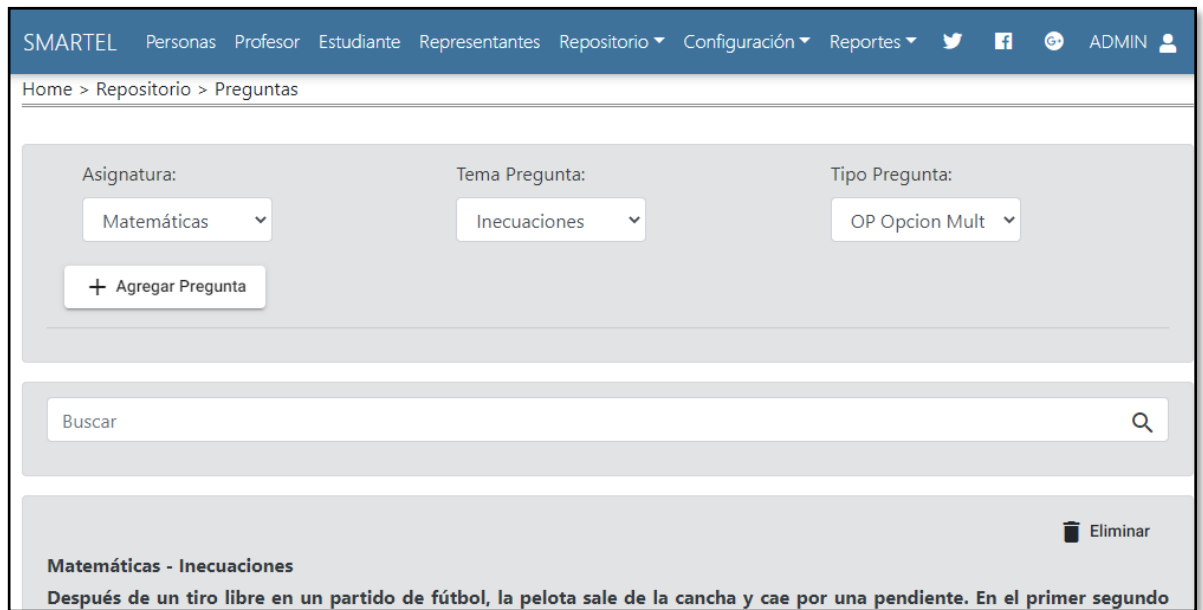 SMARTEL Personas Profesor Estudiante Representantes Repositorio Configuración Reportes ADMIN
Home > Repositorio > Preguntas
Asignatura: Tema Pregunta: Tipo Pregunta:
Matemáticas Inecuaciones OP Opcion Mult
+ Agregar Pregunta
Buscar
Eliminar
Matemáticas - Inecuaciones
Después de un tiro libre en un partido de fútbol, la pelota sale de la cancha y cae por una pendiente. En el primer segundo